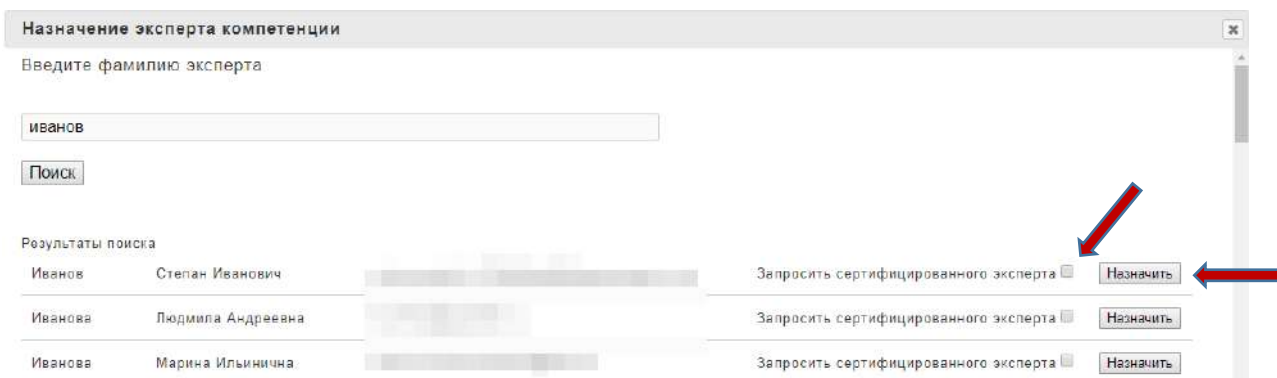 Назначение эксперта компетенции
Введите фамилию эксперта
иванов
Поиск
Результаты поиска
Иванов Степан Иванович Запросить сертифицированного эксперта Назначить
Иванова Людмила Андреевна Запросить сертифицированного эксперта Назначить
Иванова Марина Ильинична Запросить сертифицированного эксперта Назначить